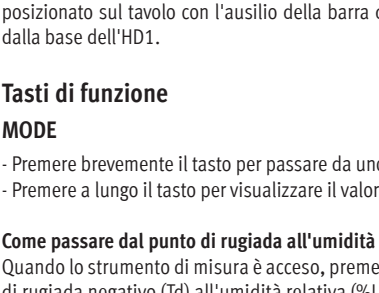 posizionato sul tavolo con l'ausilio della barra
dalla base dell'HD1.
Tasti di funzione
MODE
- Premere brevemente il tasto per passare da
- Premere a lungo il tasto per visualizzare il valor
Come passare dal punto di rugiada all'umidità
Quando lo strumento di misura è acceso, preme
di rugiada negativo (Td) all'umidità relativa